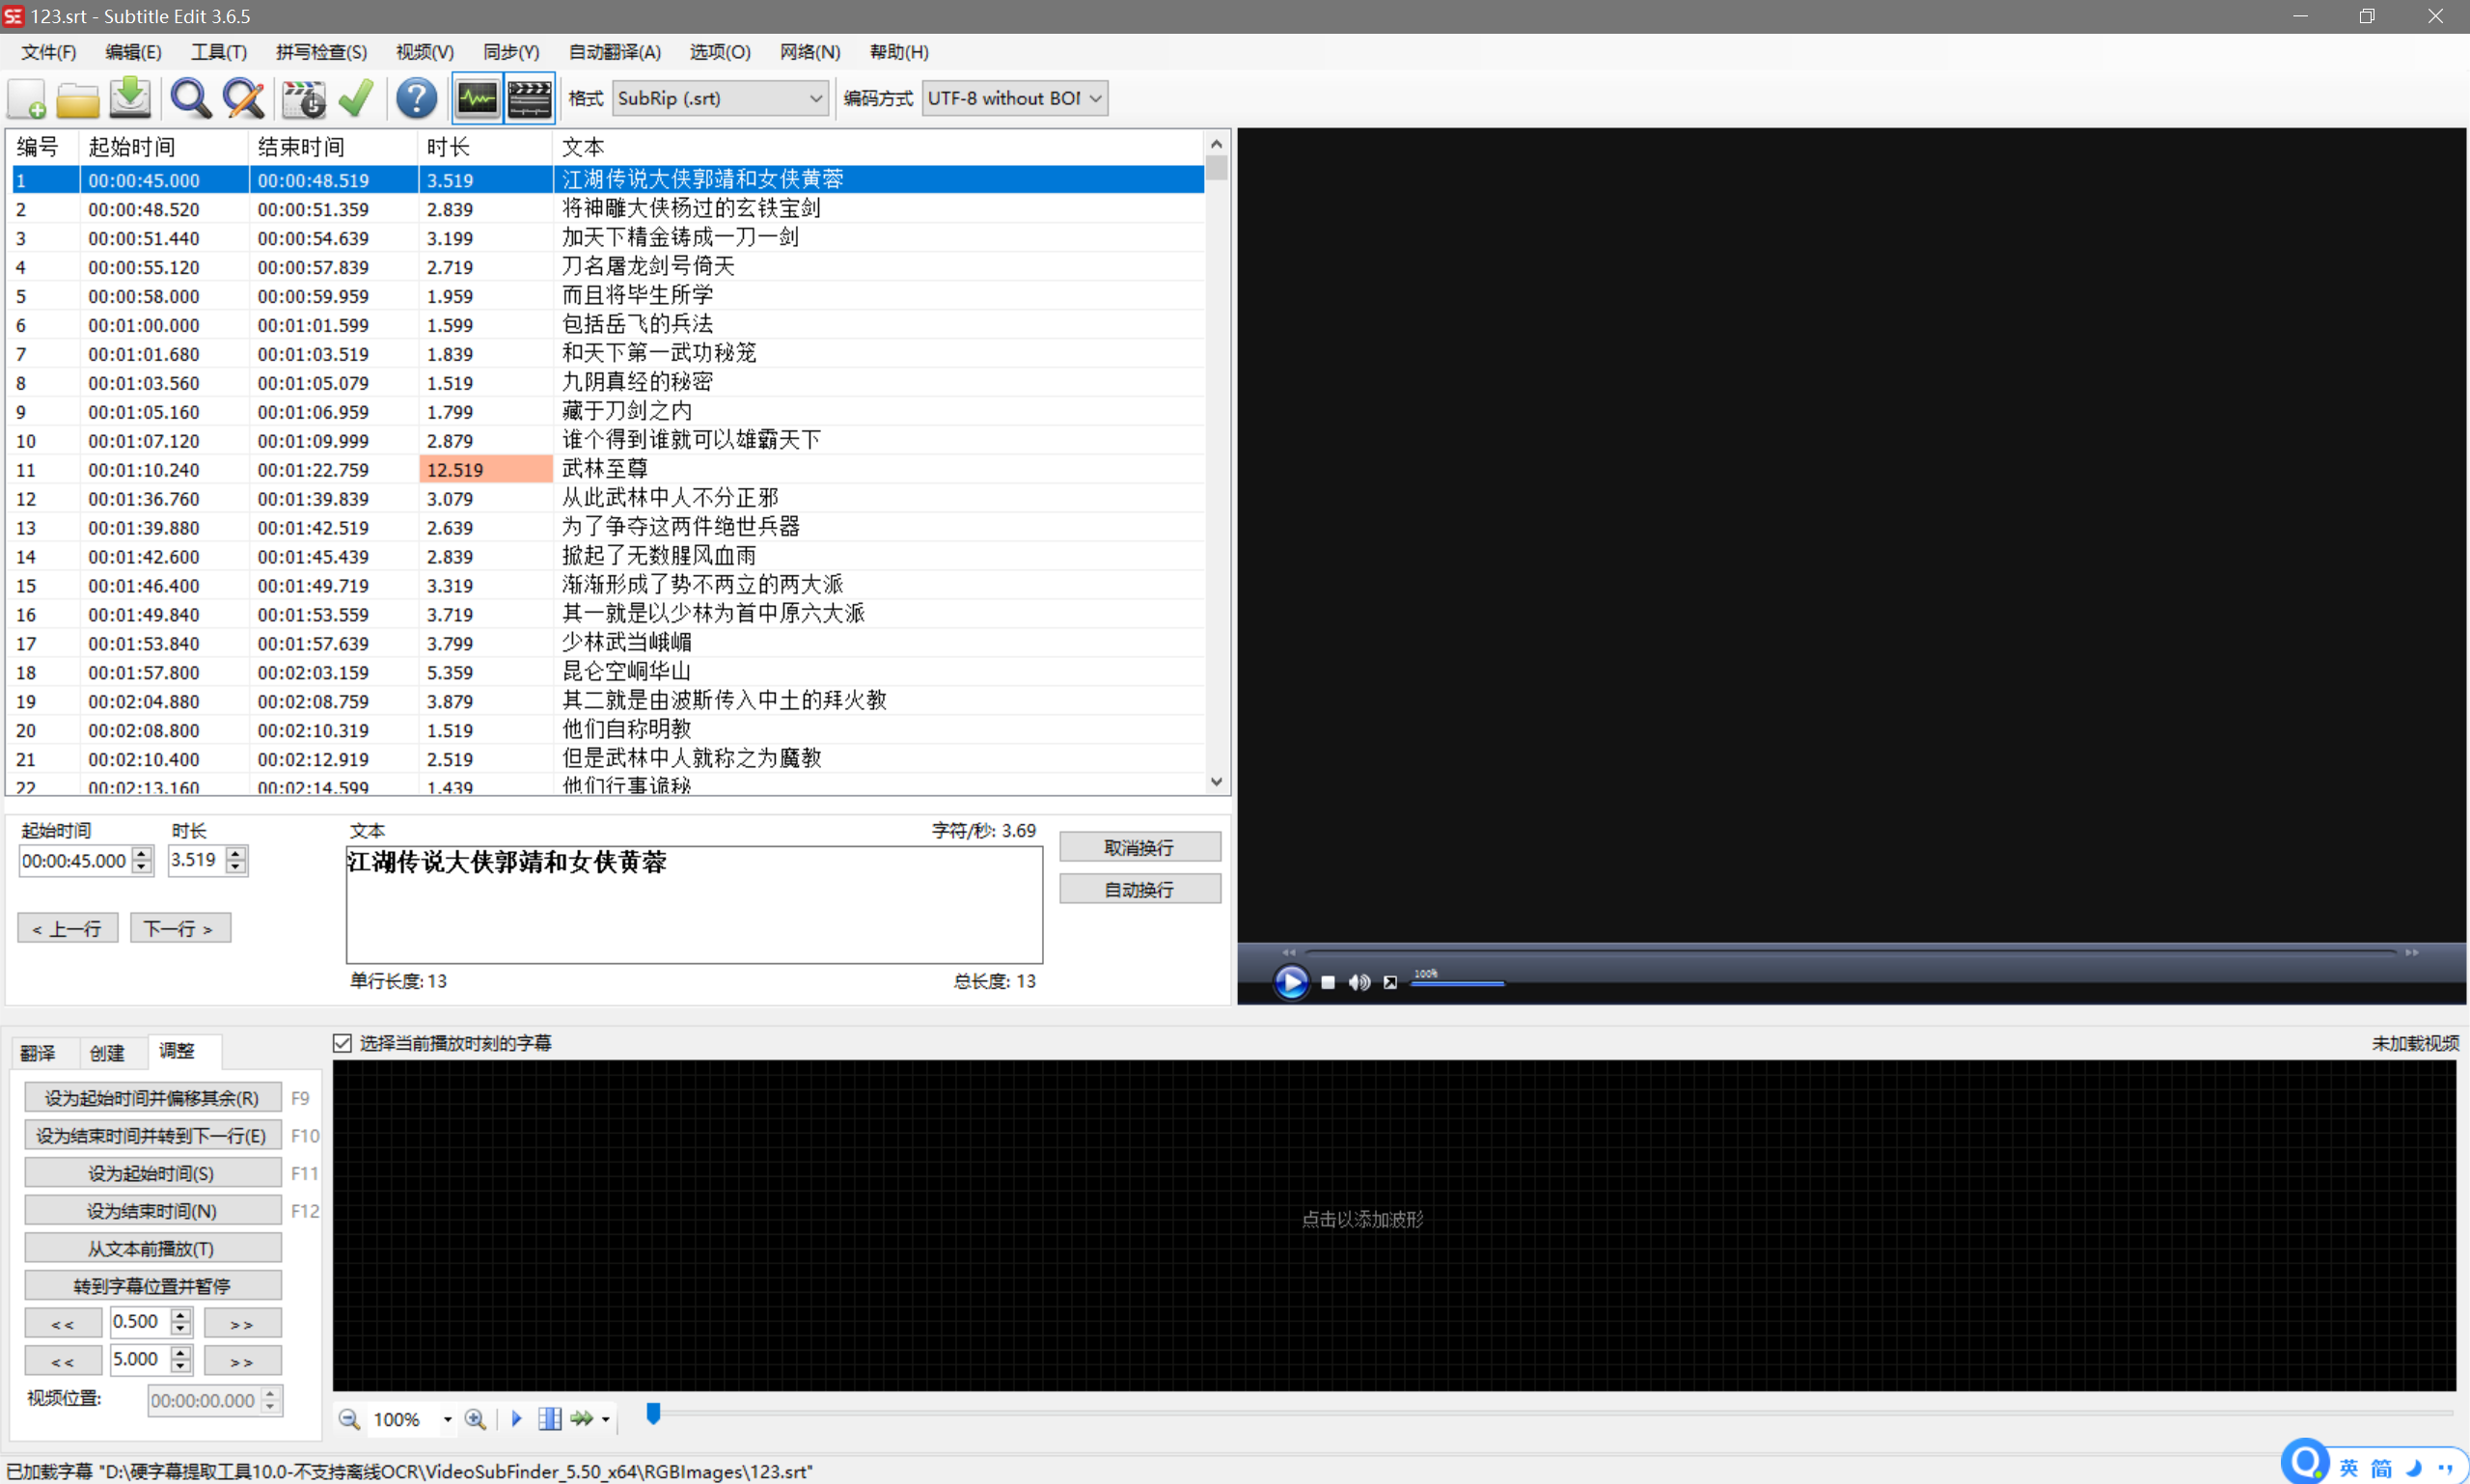 123.srt - Subtitle Edit 3.6.5
文件(F) 编辑(E) 工具(T) 拼写检查(S) 视频(V) 同步(Y) 自动翻译(A) 选项(O) 网络(N) 帮助(H)
格式 SubRip (.srt) 编码方式 UTF-8 without BOM
编号 起始时间 结束时间 时长 文本
1 00:00:45.000 00:00:48.519 3.519 江湖传说大侠郭靖和女侠黄蓉
2 00:00:48.520 00:00:51.359 2.839 将神雕大侠杨过的玄铁宝剑
3 00:00:51.440 00:00:54.639 3.199 加天下精金铸成一刀一剑
4 00:00:55.120 00:00:57.839 2.719 刀名屠龙剑号倚天
5 00:00:58.000 00:00:59.959 1.959 而且将毕生所学
6 00:01:00.000 00:01:01.599 1.599 包括岳飞的兵法
7 00:01:01.680 00:01:03.519 1.839 和天下第一武功秘笼
8 00:01:03.560 00:01:05.079 1.519 九阴真经的秘密
9 00:01:05.160 00:01:06.959 1.799 藏于刀剑之内
10 00:01:07.120 00:01:09.999 2.879 谁个得到谁就可以雄霸天下
11 00:01:10.240 00:01:22.759 12.519 武林至尊
12 00:01:36.760 00:01:39.839 3.079 从此武林中人不分正邪
13 00:01:39.880 00:01:42.519 2.639 为了争夺这两件绝世兵器
14 00:01:42.600 00:01:45.439 2.839 掀起了无数腥风血雨
15 00:01:46.400 00:01:49.719 3.319 渐渐形成了势不两立的两大派
16 00:01:49.840 00:01:53.559 3.719 其一就是以少林为首中原六大派
17 00:01:53.840 00:01:57.639 3.799 少林武当峨嵋
18 00:01:57.800 00:02:03.159 5.359 昆仑空峒华山
19 00:02:04.880 00:02:08.759 3.879 其二就是由波斯传入中土的拜火教
20 00:02:08.800 00:02:10.319 1.519 他们自称明教
21 00:02:10.400 00:02:12.919 2.519 但是武林中人就称之为魔教
22 00:02:13.160 00:02:14.599 1.439 他们行事诡秘
起始时间 时长 文本 字符/秒: 3.69
00:00:45.000 3.519 江湖传说大侠郭靖和女侠黄蓉 取消换行
自动换行
< 上一行 下一行 >
单行长度: 13 总长度: 13
100%
翻译 创建 调整 选择当前播放时刻的字幕 未加载视频
设为起始时间并偏移其余(R) F9
设为结束时间并转到下一行(E) F10
设为起始时间(S) F11
设为结束时间(N) F12
点击以添加波形
从文本前播放(T)
转到字幕位置并暂停
<< 0.500 >>
<< 5.000 >>
视频位置: 00:00:00.000
100%
已加载字幕 "D:\硬字幕提取工具10.0-不支持离线OCR\VideoSubFinder_5.50_x64\RGBImages\123.srt"
英 简